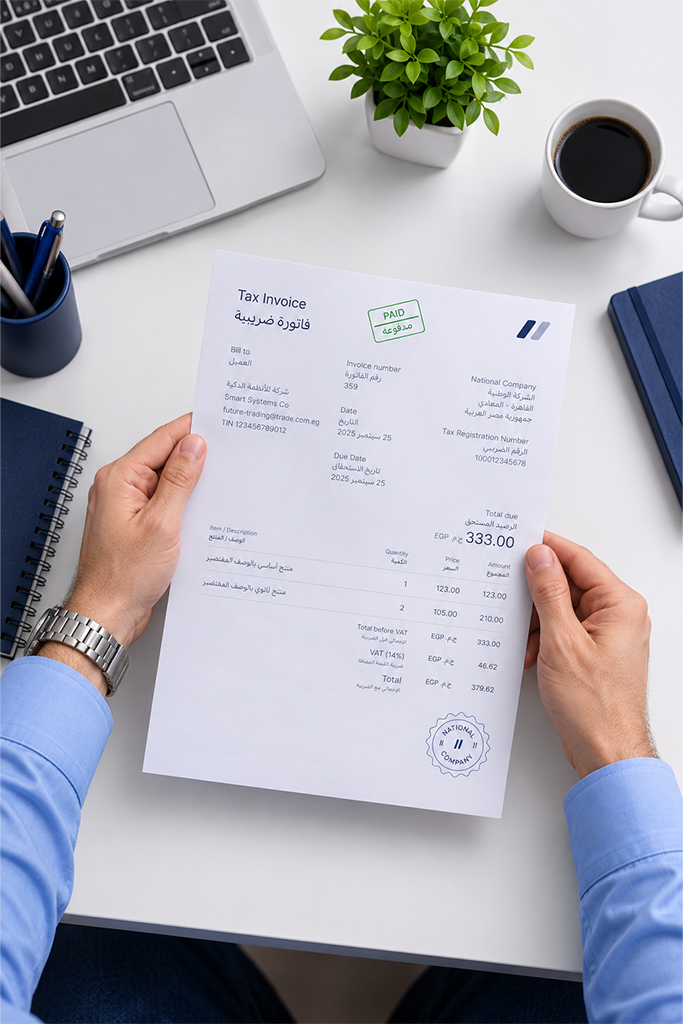 Tax Invoice
فاتورة ضريبية
PAID
مدفوعة
Bill to
العميل
شركة للأنظمة الذكية
Smart Systems Co
future-trading@trade.com.eg
TIN 123456789012
Invoice number
رقم الفاتورة
359
Date
التاريخ
25 سبتمبر 2025
Due Date
تاريخ الاستحقاق
25 سبتمبر 2025
National Company
الشركة الوطنية
القاهرة - المعادي
جمهورية مصر العربية
Tax Registration Number
الرقم الضريبي
100012345678
Total due
الرصيد المستحق
EGP ج.م. 333.00
Item / Description Quantity Price Amount
الوصف / المنتج الكمية السعر المجموع
منتج أساسي بالوصف المقتصر 1 123.00 123.00
منتج ثانوي بالوصف المقتصر 2 105.00 210.00
Total before VAT EGP ج.م. 333.00
الإجمالي قبل الضريبة
VAT (14%) EGP ج.م. 46.62
ضريبة القيمة المضافة
Total EGP ج.م. 379.62
الإجمالي مع الضريبة
NATIONAL
COMPANY